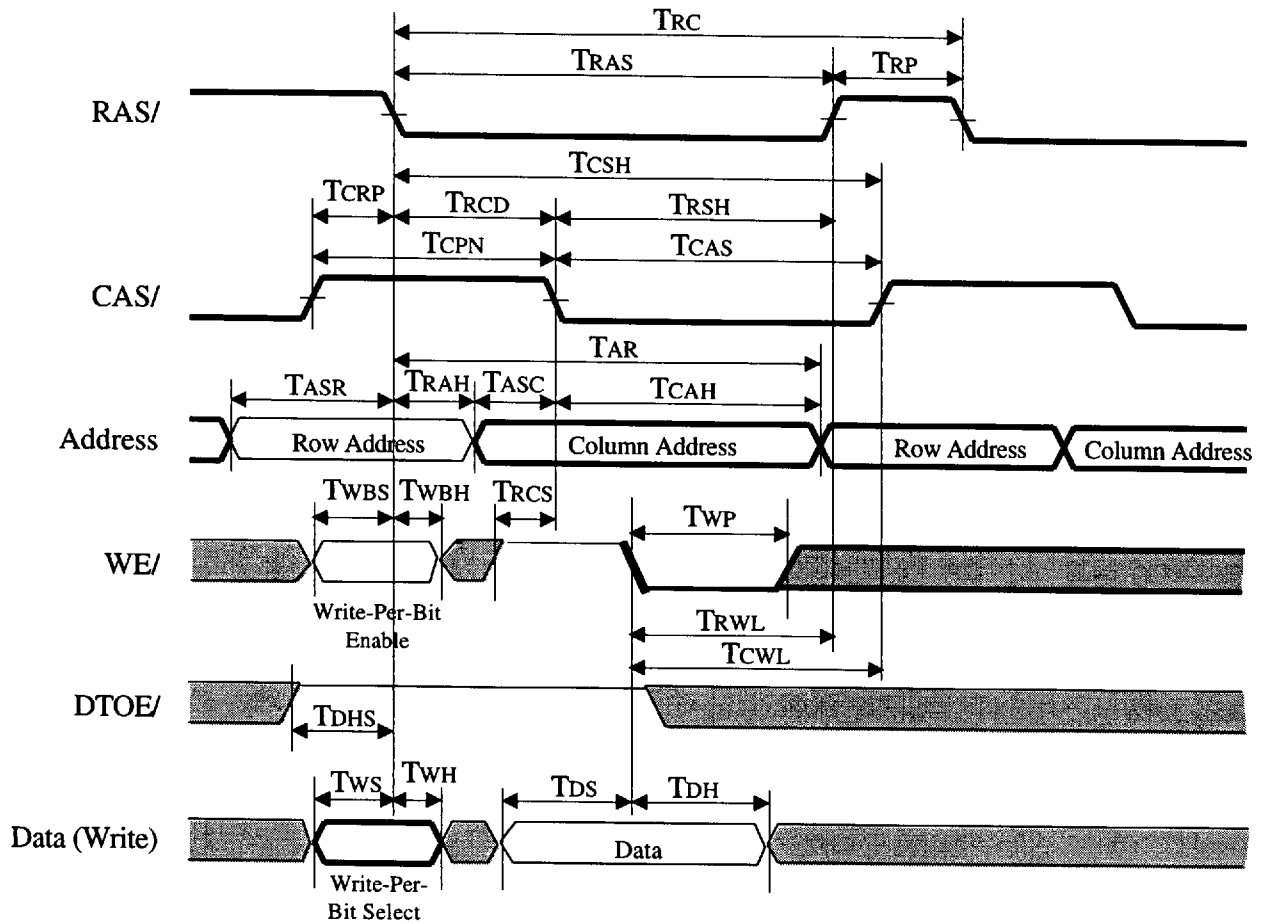 TRC
TRAS
TRP
RAS/
TCSH
TCRP
TRCD
TRSH
TCPN
TCAS
CAS/
TAR
TASR
TRAH
TASC
TCAH
Address
Row Address
Column Address
Row Address
Column Address
TWBS
TWBH
TRCS
TWP
WE/
Write-Per-Bit
Enable
TRWL
TCWL
DTOE/
TDHS
TWS
TWH
TDS
TDH
Data (Write)
Data
Write-Per-
Bit Select